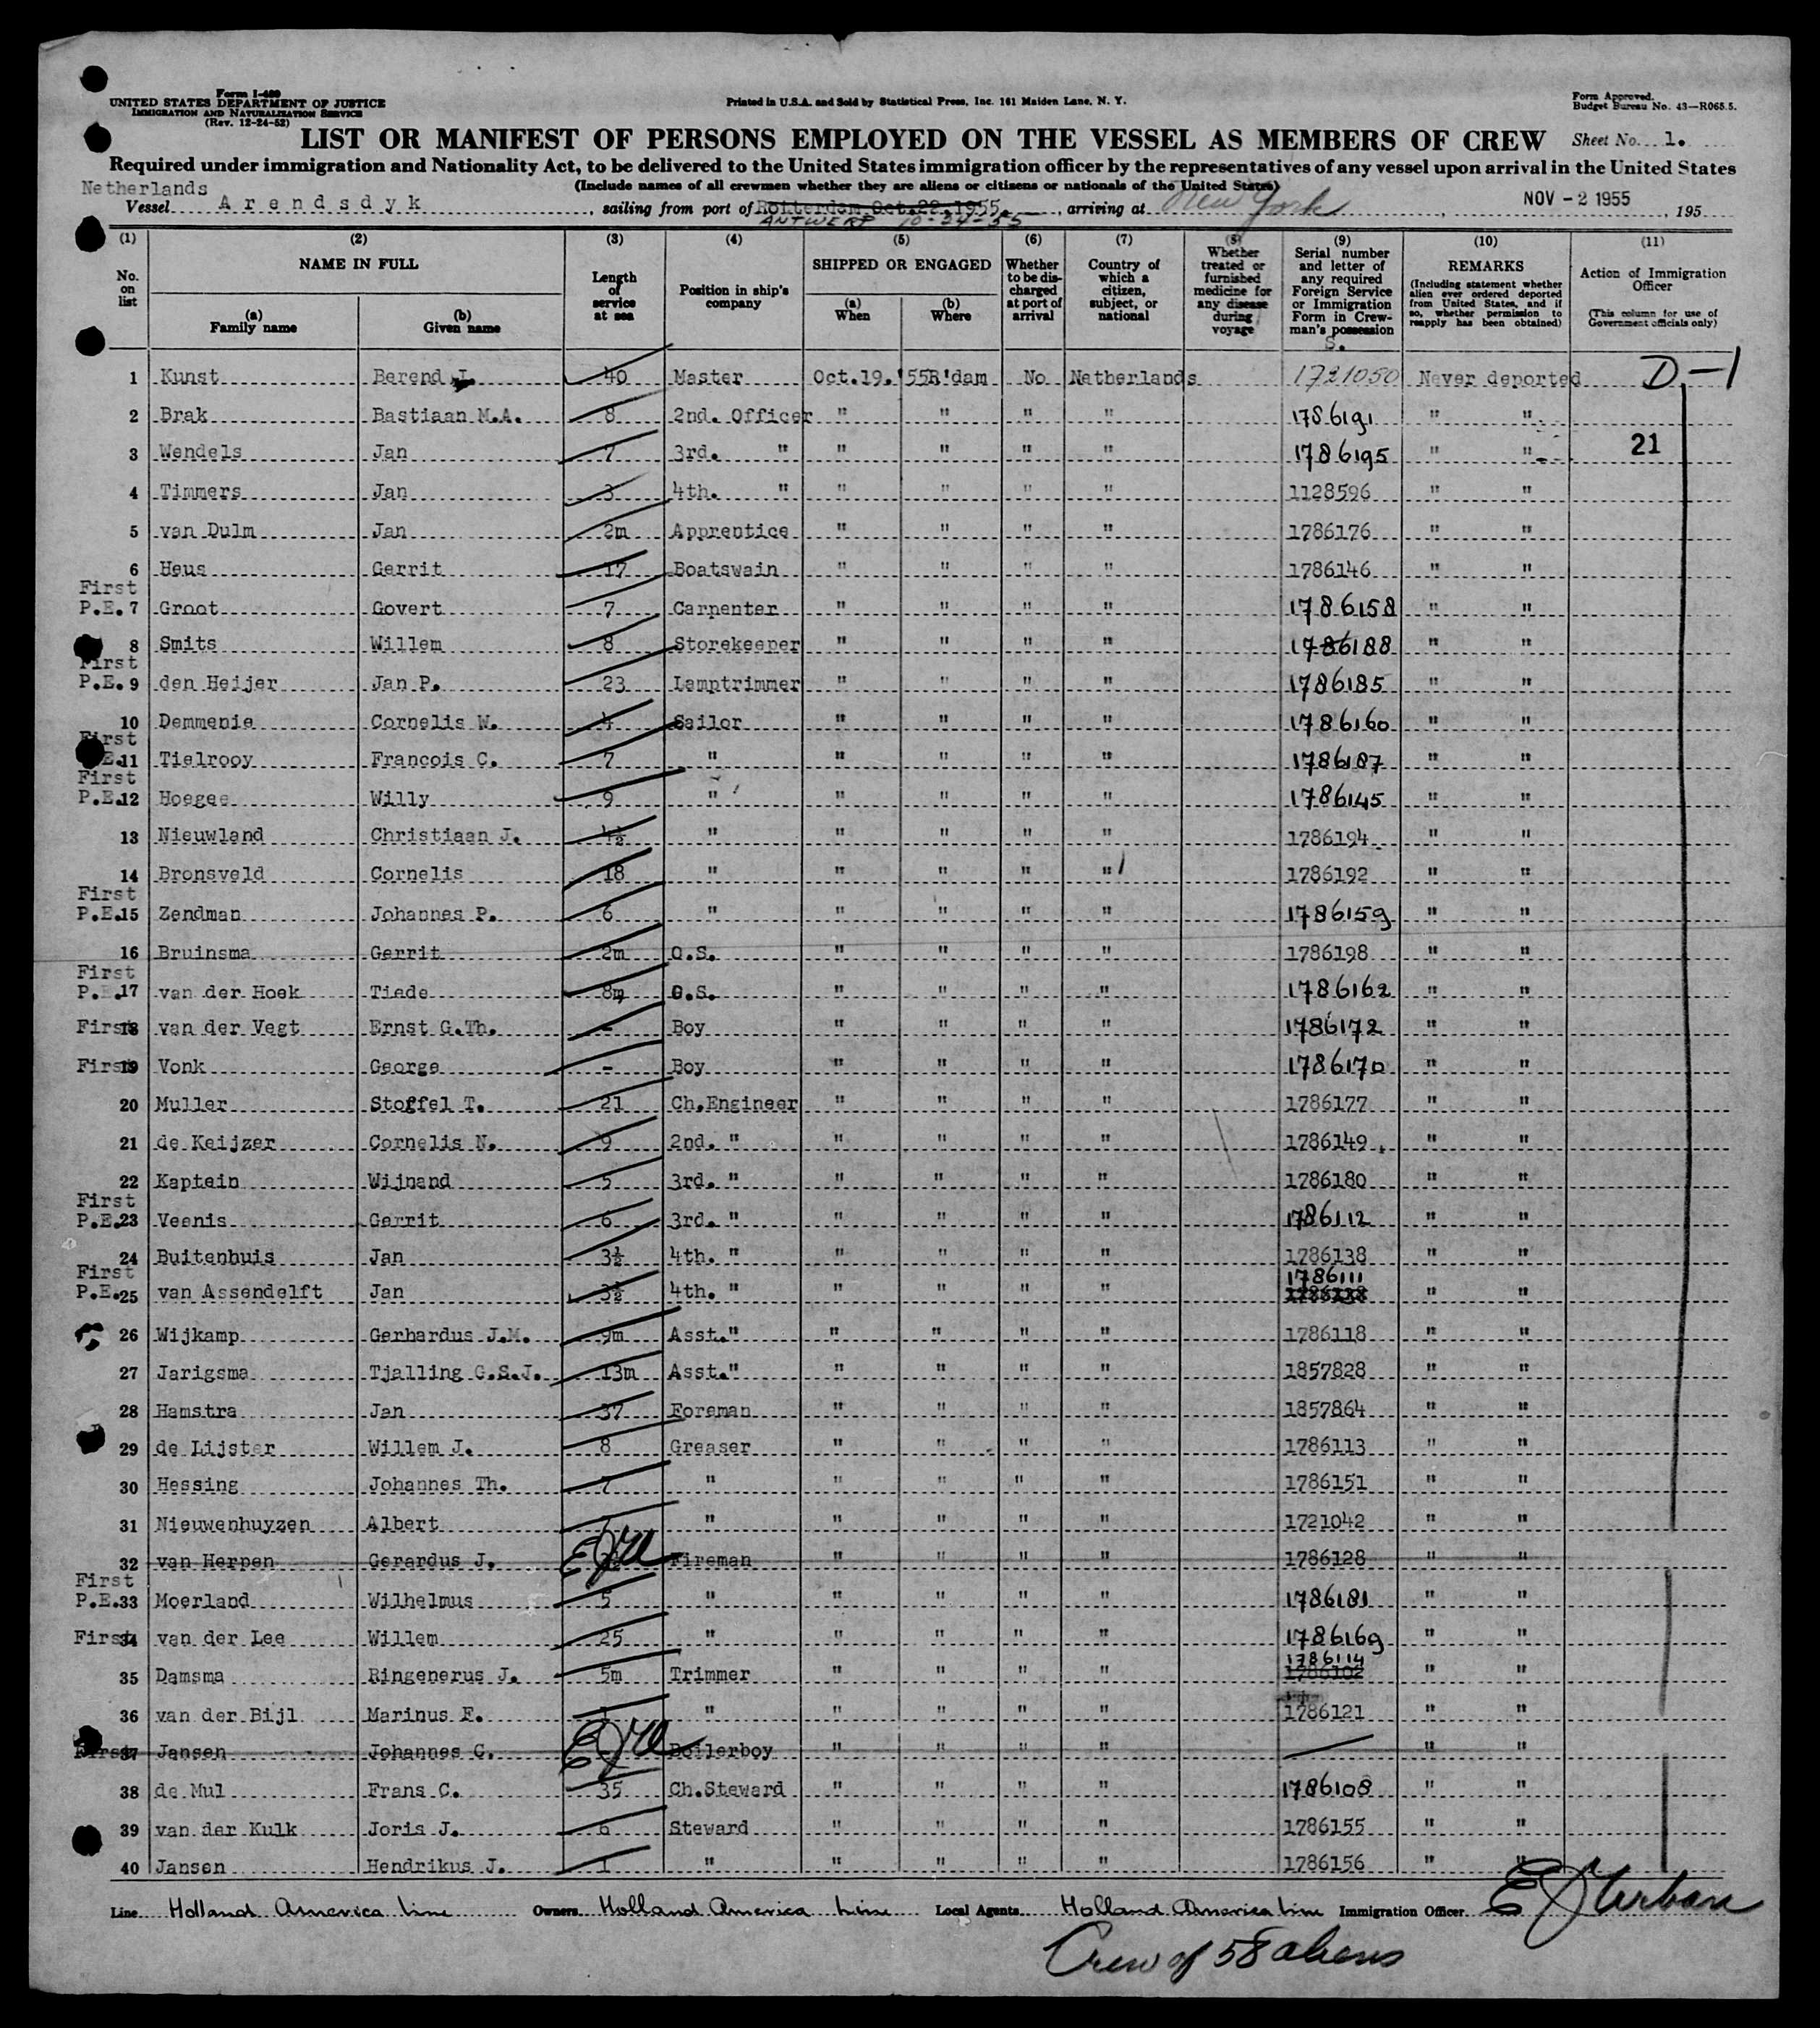 Form I-489
UNITED STATES DEPARTMENT OF JUSTICE
IMMIGRATION AND NATURALIZATION SERVICE
(Rev. 12-24-52)
Printed in U.S.A. and Sold by Statistical Press, Inc. 161 Maiden Lane, N. Y.
Form Approved.
Budget Bureau No. 43—R065.5.
LIST OR MANIFEST OF PERSONS EMPLOYED ON THE VESSEL AS MEMBERS OF CREW Sheet No. 1.
Required under immigration and Nationality Act, to be delivered to the United States immigration officer by the representatives of any vessel upon arrival in the United States
(Include names of all crewmen whether they are aliens or citizens or nationals of the United States)
Netherlands
Vessel Arendsdyk, sailing from port of Rotterdam Oct.22.1955, arriving at New York, NOV - 2 1955, 195
ANTWERP 10-24-55
(1) (2) (3) (4) (5) (6) (7) (8) (9) (10) (11)
No. on list
NAME IN FULL
(a) Family name
(b) Given name
Length of service at sea
Position in ship's company
SHIPPED OR ENGAGED
(a) When
(b) Where
Whether to be discharged at port of arrival
Country of which a citizen, subject, or national
Whether treated or furnished medicine for any disease during voyage
Serial number and letter of any required Foreign Service or Immigration Form in Crewman's possession
S.
REMARKS
(Including statement whether alien ever ordered deported from United States, and if so, whether permission to reapply has been obtained)
Action of Immigration Officer
(This column for use of Government officials only)
1 Kunst Berend J. 40 Master Oct.19.'55 R'dam No Netherlands 1721050 Never deported D-1
2 Brak Bastiaan M.A. 8 2nd. Officer " " " " 1786191 " "
3 Wendels Jan 7 3rd. " " " " " 1786195 " " 21
4 Timmers Jan 3 4th. " " " " " 1128596 " "
5 van Dulm Jan 2m Apprentice " " " " 1786176 " "
6 Heus Gerrit 17 Boatswain " " " " 1786146 " "
First
P.E. 7 Groot Govert 7 Carpenter " " " " 1786158 " "
8 Smits Willem 8 Storekeeper " " " " 1786188 " "
First
P.E. 9 den Heijer Jan P. 23 Lamptrimmer " " " " 1786185 " "
10 Demmenie Cornelis W. 4 Sailor " " " " 1786160 " "
First
E. 11 Tielrooy Francois C. 7 " " " " " 1786187 " "
First
P.E. 12 Hoegee Willy 9 " " " " " 1786145 " "
13 Nieuwland Christiaan J. 4½ " " " " " 1786194 " "
14 Bronsveld Cornelis 18 " " " " " 1786192 " "
First
P.E. 15 Zendman Johannes P. 6 " " " " " 1786159 " "
16 Bruinsma Gerrit 2m O.S. " " " " 1786198 " "
First
P.E. 17 van der Hoek Tiede 8m O.S. " " " " 1786162 " "
First 18 van der Vegt Ernst G.Th. - Boy " " " " 1786172 " "
First 19 Vonk George - Boy " " " " 1786170 " "
20 Muller Stoffel T. 21 Ch.Engineer " " " " 1786177 " "
21 de Keijzer Cornelis N. 9 2nd. " " " " " 1786149 " "
22 Kaptein Wijnand 5 3rd. " " " " " 1786180 " "
First
P.E. 23 Veenis Gerrit 6 3rd. " " " " " 1786112 " "
24 Buitenhuis Jan 3½ 4th. " " " " " 1786138 " "
First
P.E. 25 van Assendelft Jan 3½ 4th. " " " " " 1786111 " "
26 Wijkamp Gerhardus J.M. 9m Asst." " " " " 1786118 " "
27 Jarigsma Tjalling G.S.J. 13m Asst." " " " " 1857828 " "
28 Hamstra Jan 37 Foreman " " " " 1857864 " "
29 de Lijster Willem J. 8 Greaser " " " " 1786113 " "
30 Hessing Johannes Th. 7 " " " " " 1786151 " "
31 Nieuwenhuyzen Albert " " " " " 1721042 " "
32 van Herpen Gerardus J. Fireman " " " " 1786128 " "
First
P.E. 33 Moerland Wilhelmus 5 " " " " " 1786181 " "
First 34 van der Lee Willem 25 " " " " " 1786169 " "
35 Damsma Ringenerus J. 5m Trimmer " " " " 1786114 1786102 " "
36 van der Bijl Marinus F. 1 " " " " " 1786121 " "
First 37 Jansen Johannes C. Boilerboy " " " " — " "
38 de Mul Frans C. 35 Ch.Steward " " " " 1786108 " "
39 van der Kulk Joris J. 6 Steward " " " " 1786155 " "
40 Jansen Hendrikus J. 1 " " " " " 1786156 " "
Line Holland America Line Owners Holland America Line Local Agents Holland America Line Immigration Officer E J Urban
Crew of 58 aliens